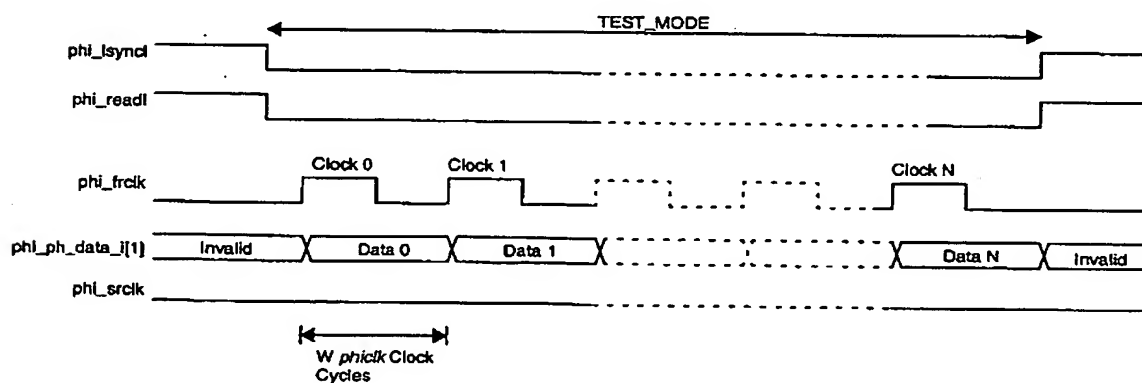 TEST_MODE
phi_lsyncl
phi_readl
Clock 0 Clock 1 Clock N
phi_frclk
phi_ph_data_i[1] Invalid Data 0 Data 1 Data N Invalid
phi_srclk
W phiclk Clock
Cycles